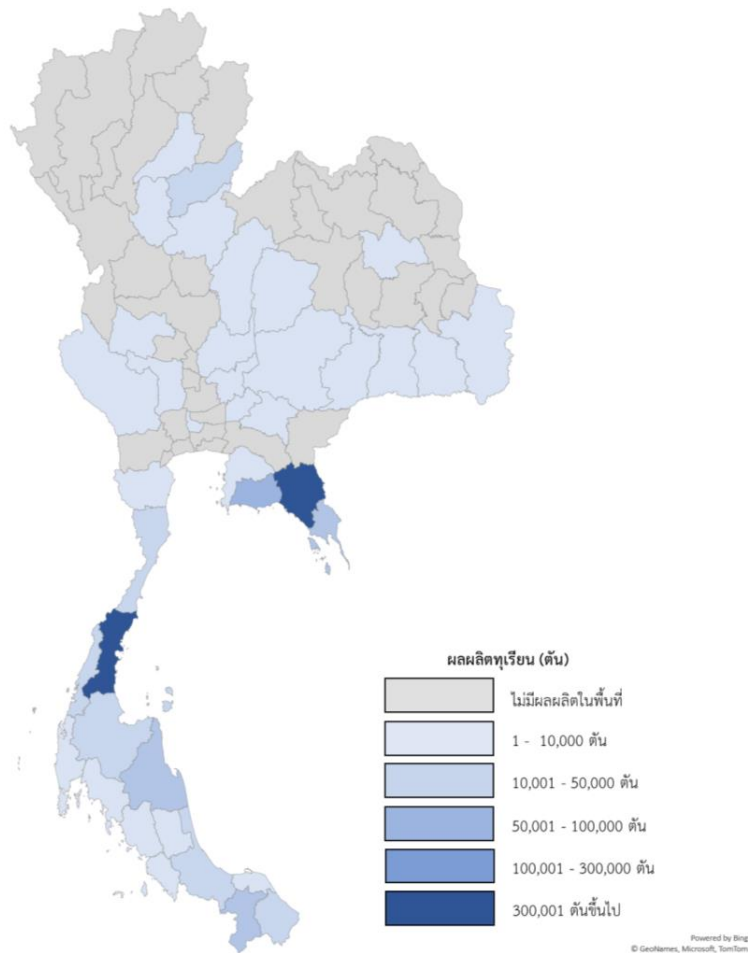 ผลผลิตทุเรียน (ตัน)
ไม่มีผลผลิตในพื้นที่
1 - 10,000 ตัน
10,001 - 50,000 ตัน
50,001 - 100,000 ตัน
100,001 - 300,000 ตัน
300,001 ตันขึ้นไป
Powered by Bing
© GeoNames, Microsoft, TomTom